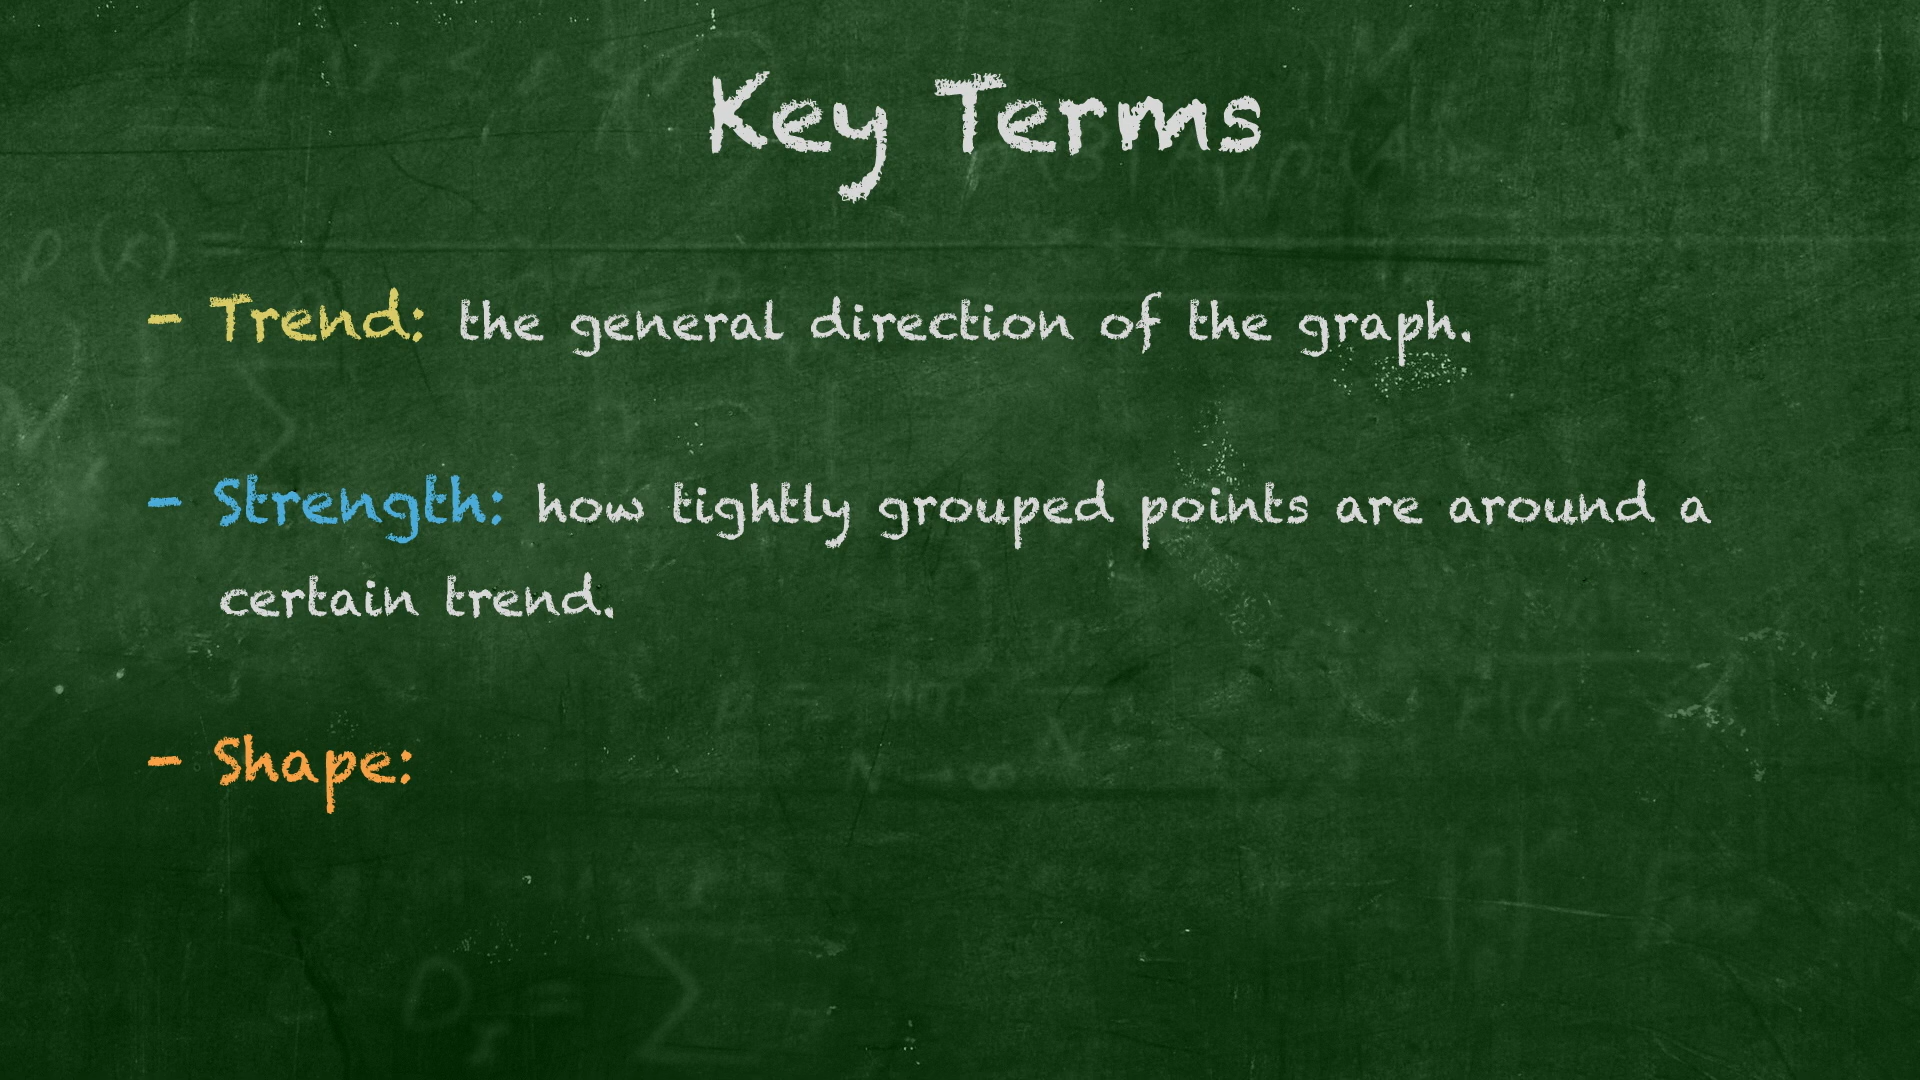 Key Terms
- Trend: the general direction of the graph.
- Strength: how tightly grouped points are around a
certain trend.
- Shape: